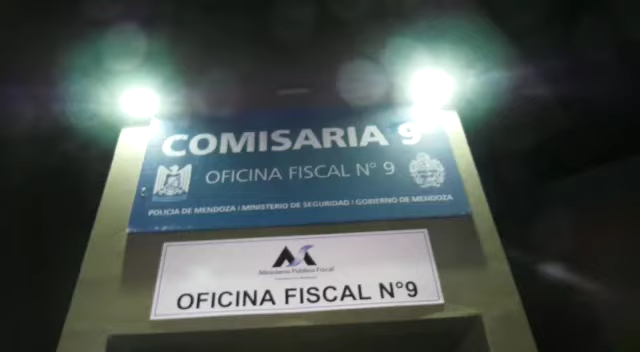 COMISARIA 9
OFICINA FISCAL N° 9
POLICIA DE MENDOZA | MINISTERIO DE SEGURIDAD | GOBIERNO DE MENDOZA
Ministerio Público Fiscal
OFICINA FISCAL N°9